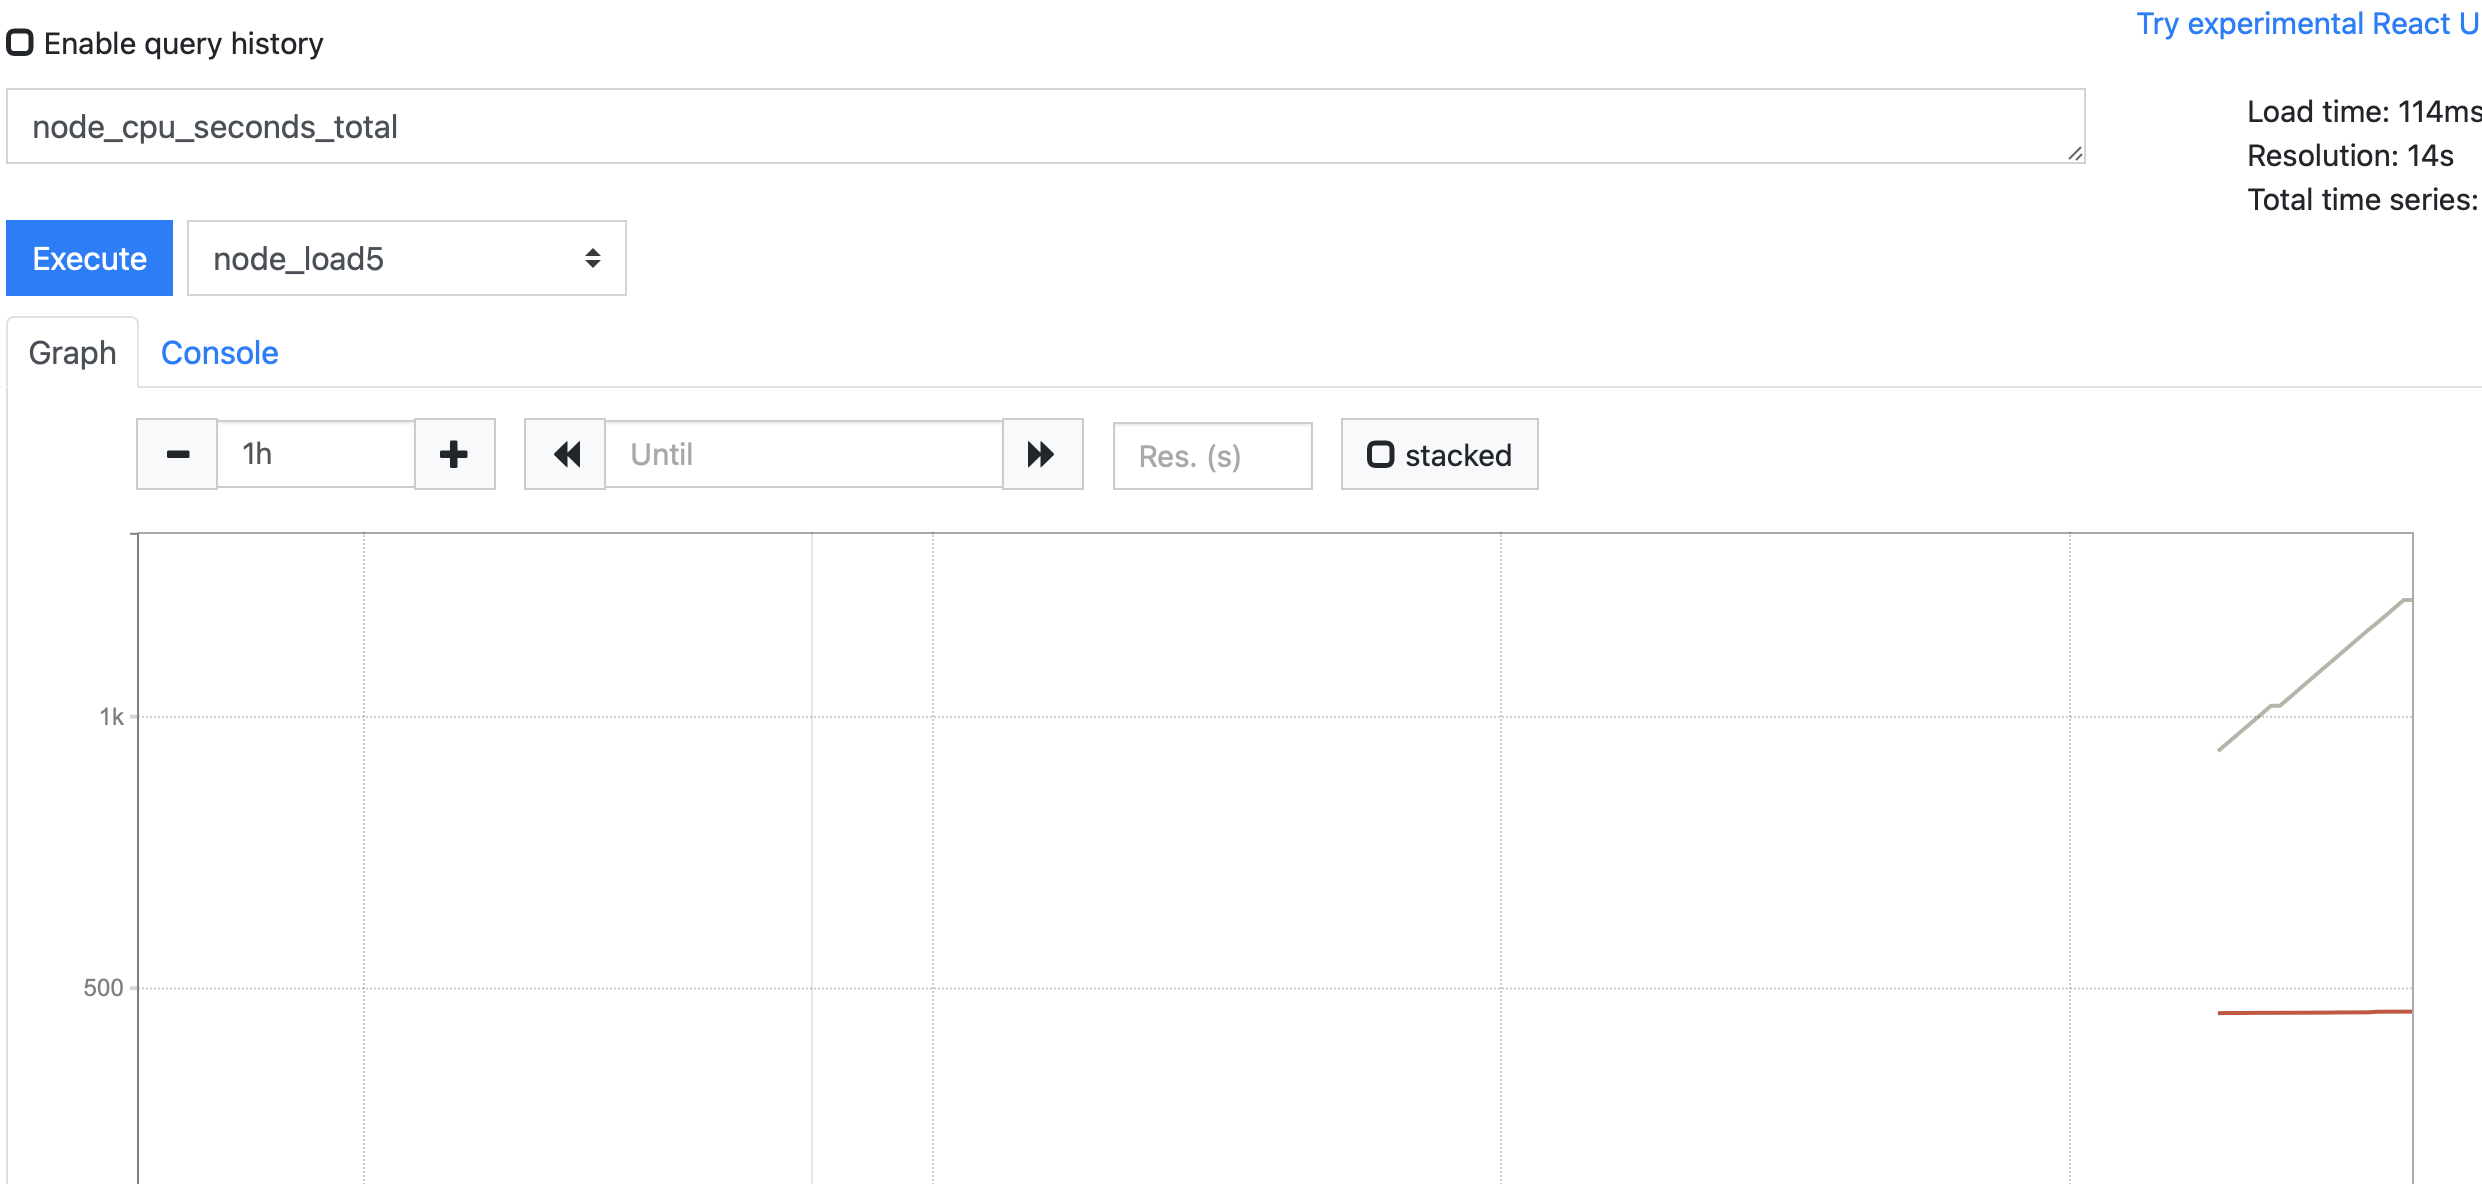 Try experimental React U
Enable query history
node_cpu_seconds_total
Load time: 114ms
Resolution: 14s
Total time series:
Execute
node_load5
Graph
Console
1h
Until
Res. (s)
stacked
1k
500